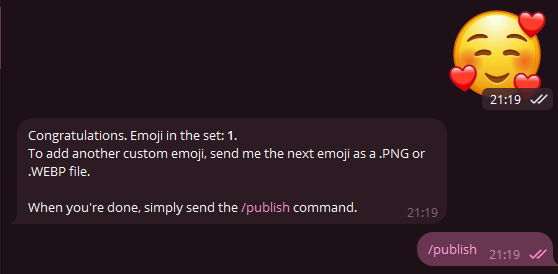 21:19
Congratulations. Emoji in the set: 1.
To add another custom emoji, send me the next emoji as a .PNG or
.WEBP file.
When you're done, simply send the /publish command.
21:19
/publish
21:19